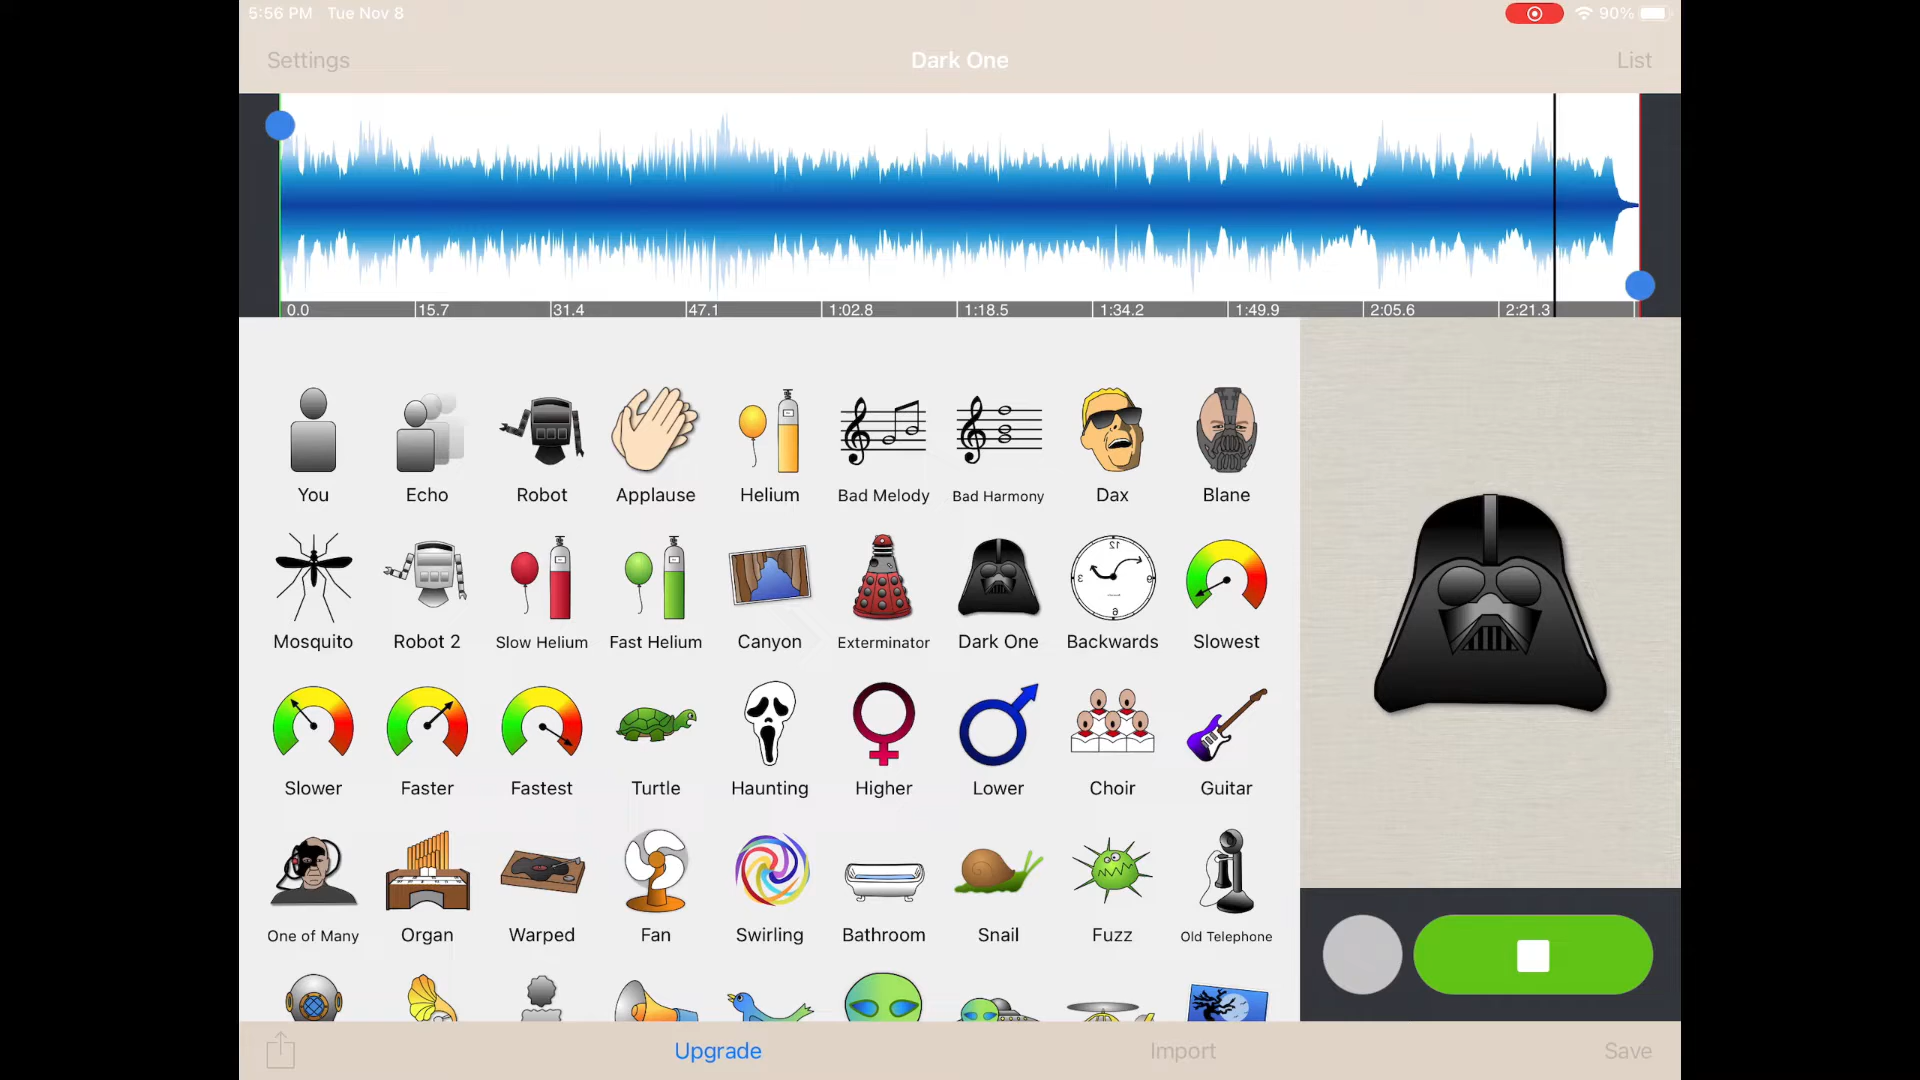 5:56 PM Tue Nov 8 90%
Settings Dark One List
0.0 15.7 31.4 47.1 1:02.8 1:18.5 1:34.2 1:49.9 2:05.6 2:21.3
You Echo Robot Applause Helium Bad Melody Bad Harmony Dax Blane
Mosquito Robot 2 Slow Helium Fast Helium Canyon Exterminator Dark One Backwards Slowest
Slower Faster Fastest Turtle Haunting Higher Lower Choir Guitar
One of Many Organ Warped Fan Swirling Bathroom Snail Fuzz Old Telephone
Upgrade Import Save